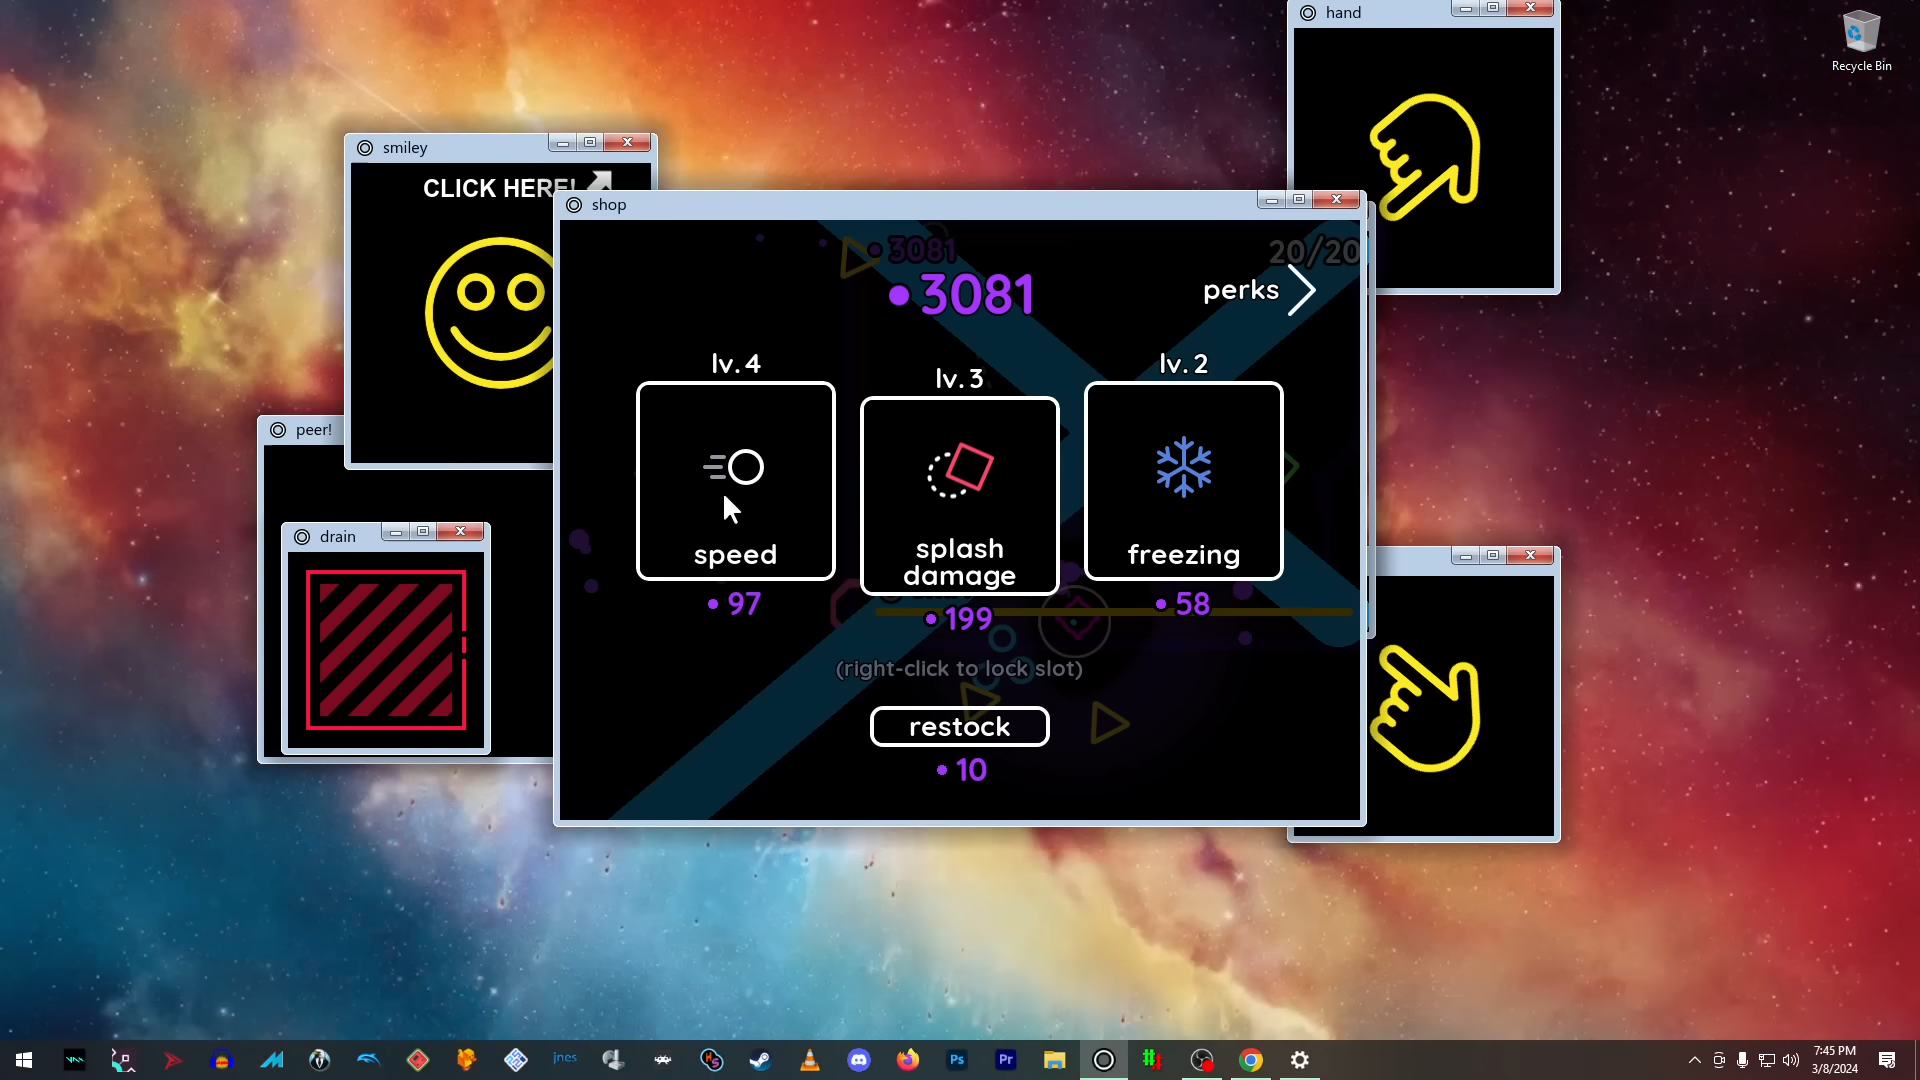 hand
Recycle Bin
smiley
CLICK HERE!
shop
3081
20/20
3081
perks
lv. 4
lv. 3
lv. 2
peer!
drain
speed
splash
damage
freezing
97
199
58
(right-click to lock slot)
restock
10
jnes
Ps
Pr
7:45 PM
3/8/2024